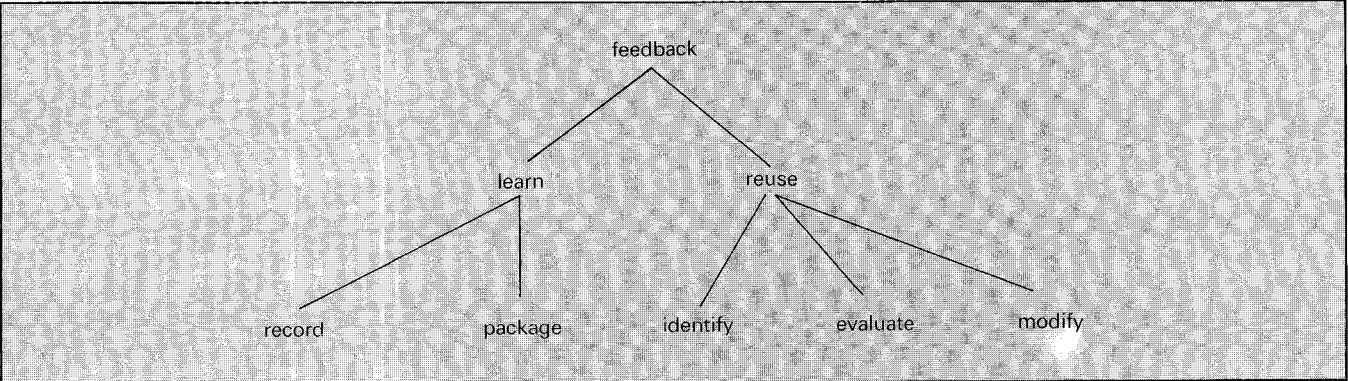 feedback
learn reuse
record package identify evaluate modify